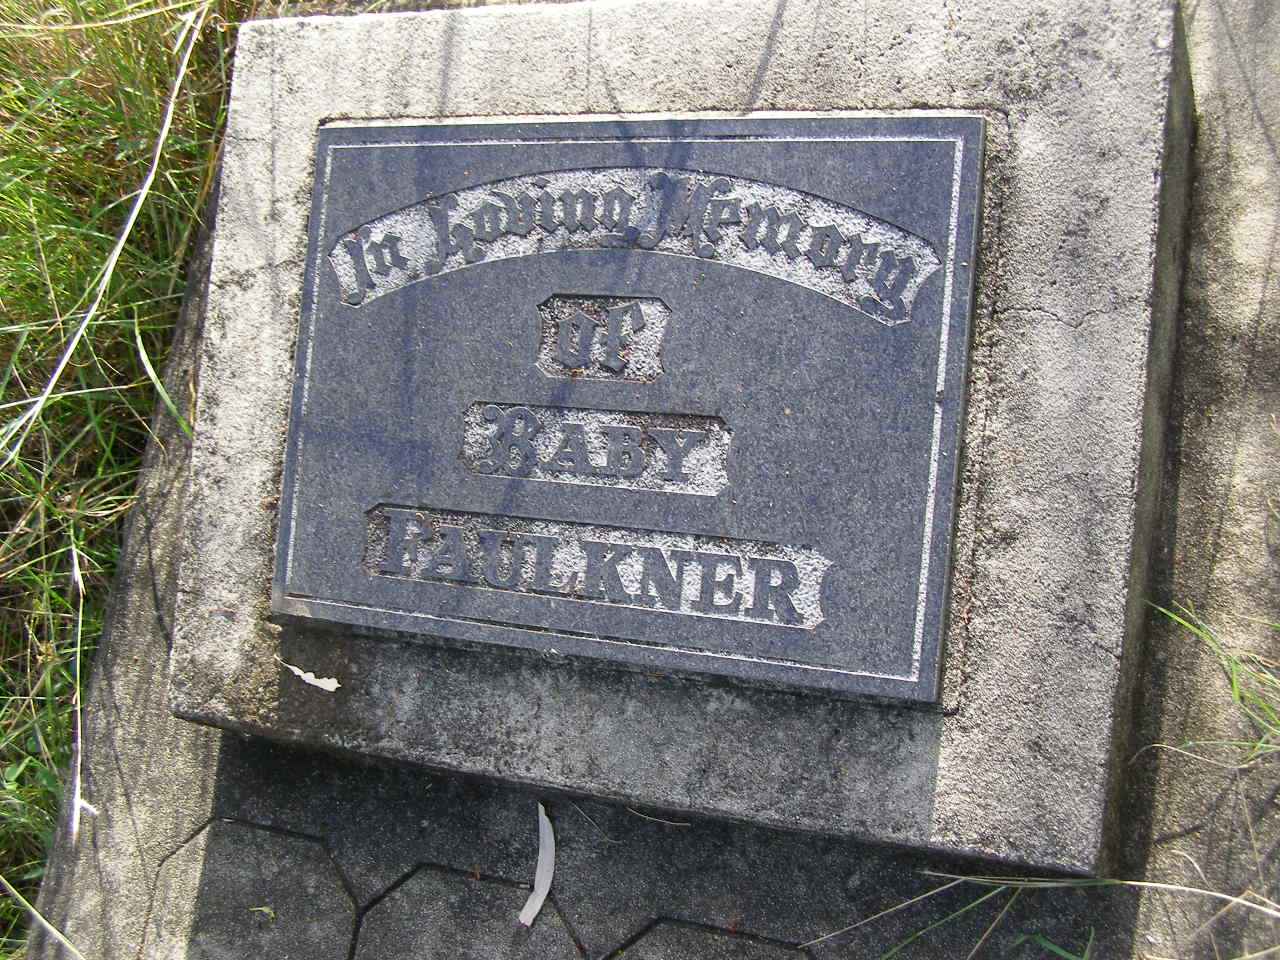 In Loving Memory
of
BABY
FAULKNER